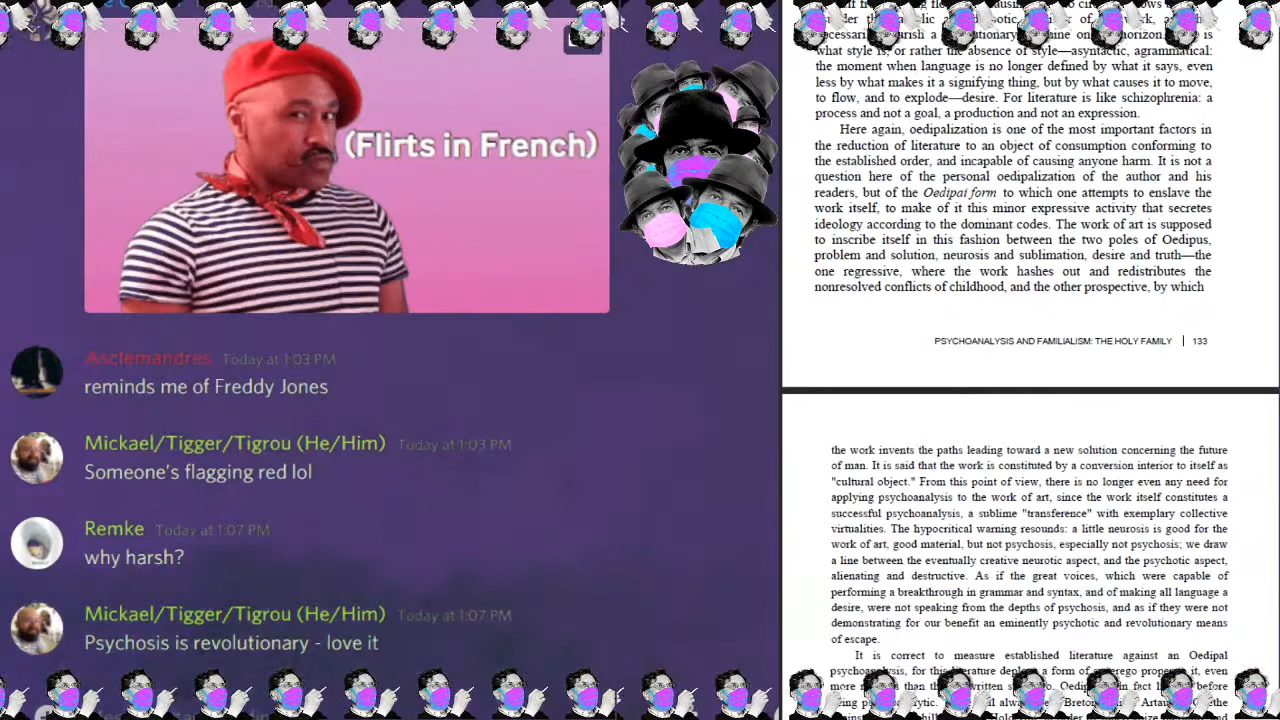 (Flirts in French)
Asclemandres Today at 1:03 PM
reminds me of Freddy Jones
Mickael/Tigger/Tigrou (He/Him) Today at 1:03 PM
Someone's flagging red lol
Remke Today at 1:07 PM
why harsh?
Mickael/Tigger/Tigrou (He/Him) Today at 1:07 PM
Psychosis is revolutionary - love it
what style is, or rather the absence of style—asyntactic, agrammatical:
the moment when language is no longer defined by what it says, even
less by what makes it a signifying thing, but by what causes it to move,
to flow, and to explode—desire. For literature is like schizophrenia: a
process and not a goal, a production and not an expression.
Here again, oedipalization is one of the most important factors in
the reduction of literature to an object of consumption conforming to
the established order, and incapable of causing anyone harm. It is not a
question here of the personal oedipalization of the author and his
readers, but of the Oedipal form to which one attempts to enslave the
work itself, to make of it this minor expressive activity that secretes
ideology according to the dominant codes. The work of art is supposed
to inscribe itself in this fashion between the two poles of Oedipus,
problem and solution, neurosis and sublimation, desire and truth—the
one regressive, where the work hashes out and redistributes the
nonresolved conflicts of childhood, and the other prospective, by which
PSYCHOANALYSIS AND FAMILIALISM: THE HOLY FAMILY 133
the work invents the paths leading toward a new solution concerning the future
of man. It is said that the work is constituted by a conversion interior to itself as
"cultural object." From this point of view, there is no longer even any need for
applying psychoanalysis to the work of art, since the work itself constitutes a
successful psychoanalysis, a sublime "transference" with exemplary collective
virtualities. The hypocritical warning resounds: a little neurosis is good for the
work of art, good material, but not psychosis, especially not psychosis; we draw
a line between the eventually creative neurotic aspect, and the psychotic aspect,
alienating and destructive. As if the great voices, which were capable of
performing a breakthrough in grammar and syntax, and of making all language a
desire, were not speaking from the depths of psychosis, and as if they were not
demonstrating for our benefit an eminently psychotic and revolutionary means
of escape.
It is correct to measure established literature against an Oedipal
psychoanalysis, for this literature